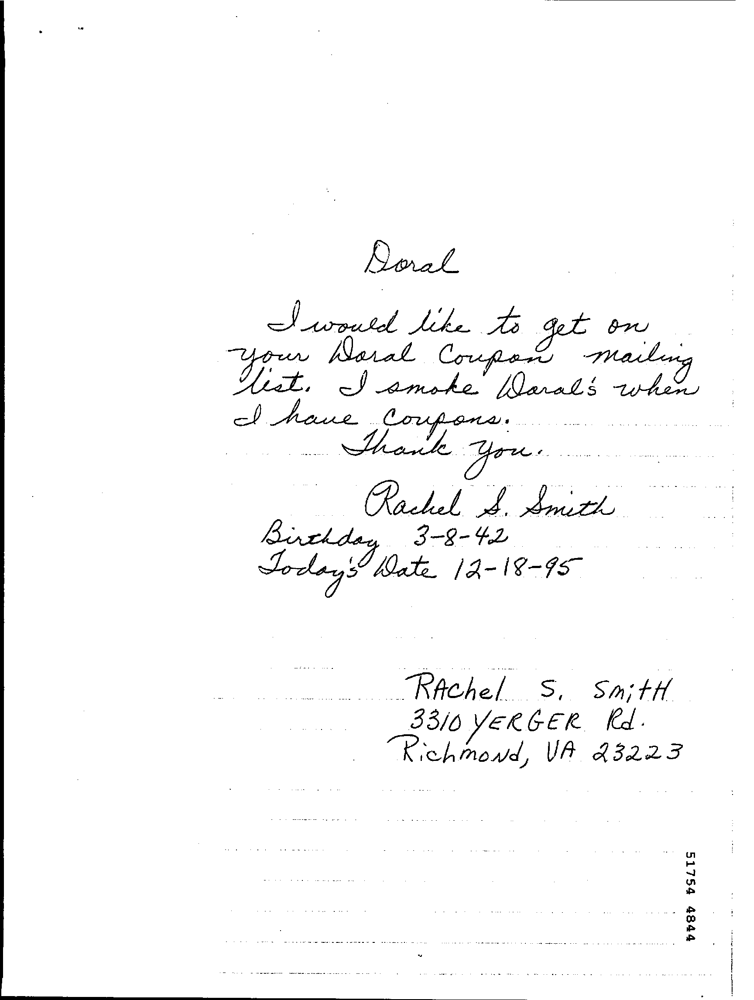 Doral
I would like to get on
your Doral Coupon mailing
list. I smoke Doral's when
I have Coupons.
Thank you.
Rachel S. Smith
Birthday 3-8-42
Today's Date 12-18-95
RAchel S. SmitH
3310 YERGER Rd.
Richmond, VA 23223
51754 4844